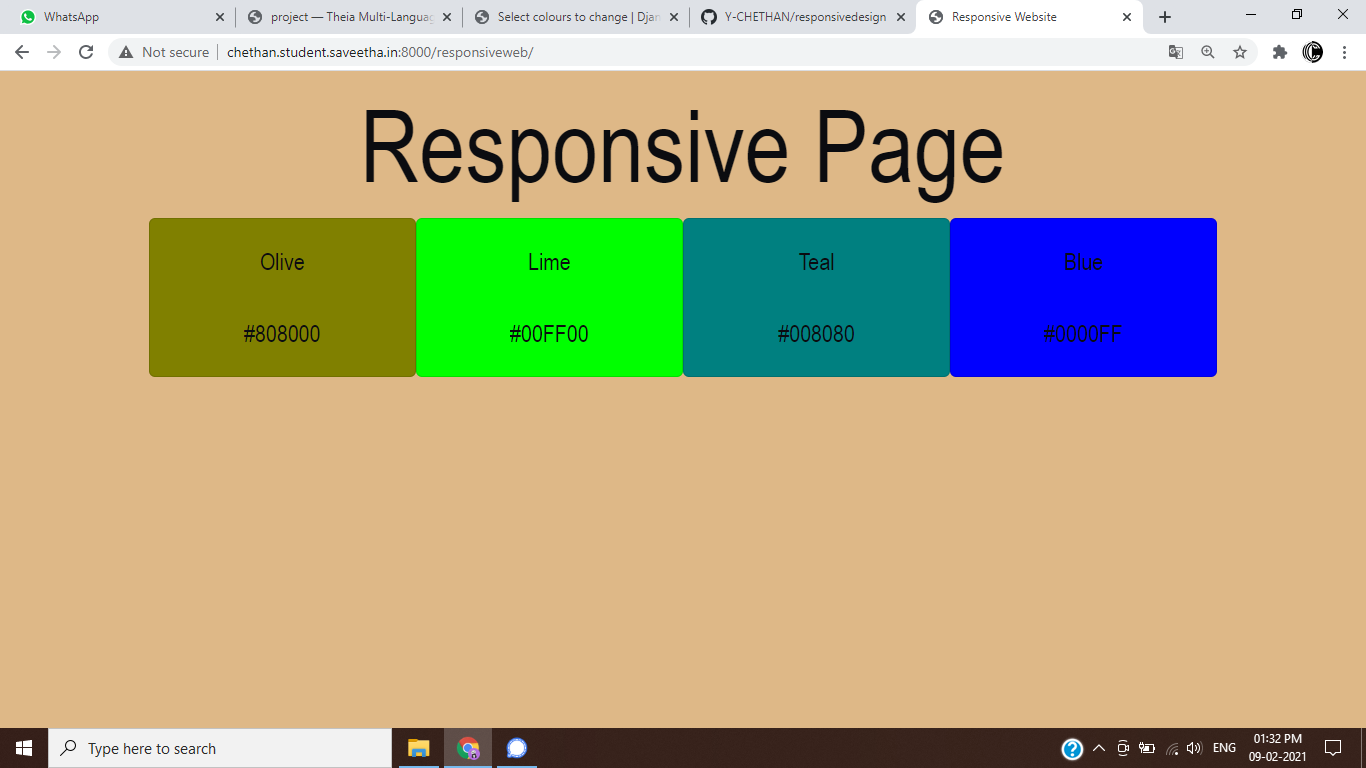 WhatsApp
project — Theia Multi-Languag
Select colours to change | Djan
Y-CHETHAN/responsivedesign
Responsive Website
Not secure
chethan.student.saveetha.in:8000/responsiveweb/
Responsive Page
Olive
Lime
Teal
Blue
#808000
#00FF00
#008080
#0000FF
Type here to search
ENG
01:32 PM
09-02-2021